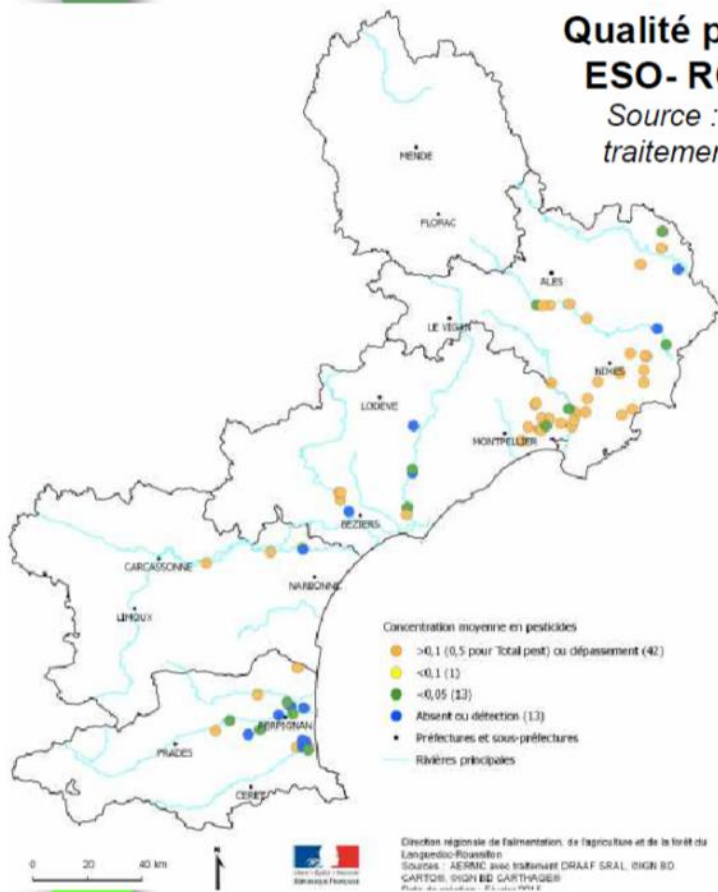 Qualité p
ESO- R
Source :
traitemen
MENDE
FLORAC
ALES
LE VIGAN
NIMES
LODEVE
MONTPELLIER
BEZIERS
CARCASSONNE
NARBONNE
LIMOUX
PERPIGNAN
PRADES
CERET
Concentration moyenne en pesticides
>0,1 (0,5 pour Total pest) ou dépassement (42)
<0,1 (1)
<0,05 (13)
Absent ou détection (13)
Préfectures et sous-préfectures
Rivières principales
0 20 40 km
N
RÉPUBLIQUE FRANÇAISE
Direction régionale de l'alimentation, de l'agriculture et de la forêt du
Languedoc-Roussillon
Sources : AERMC avec traitement DRAAF SRAL, ©IGN BD
CARTO®, ©IGN BD CARTHAGE®